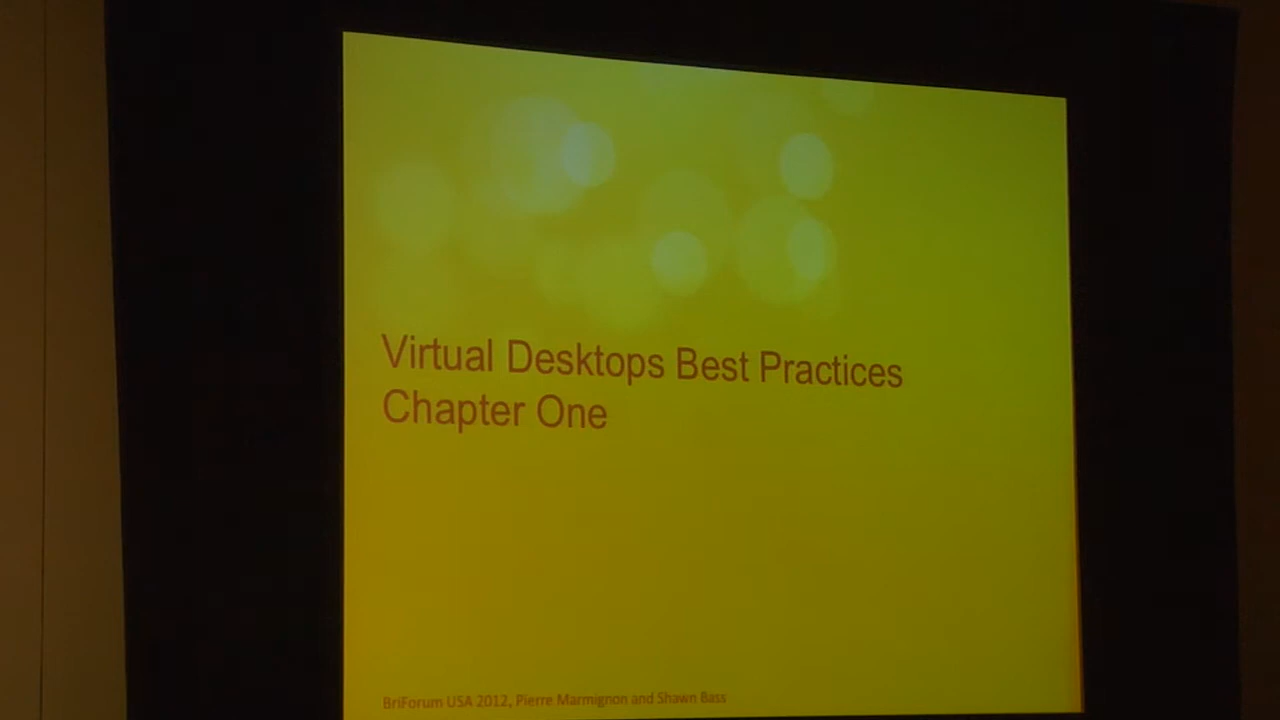 Virtual Desktops Best Practices
Chapter One
BriForum USA 2012, Pierre Marmignon and Shawn Bass